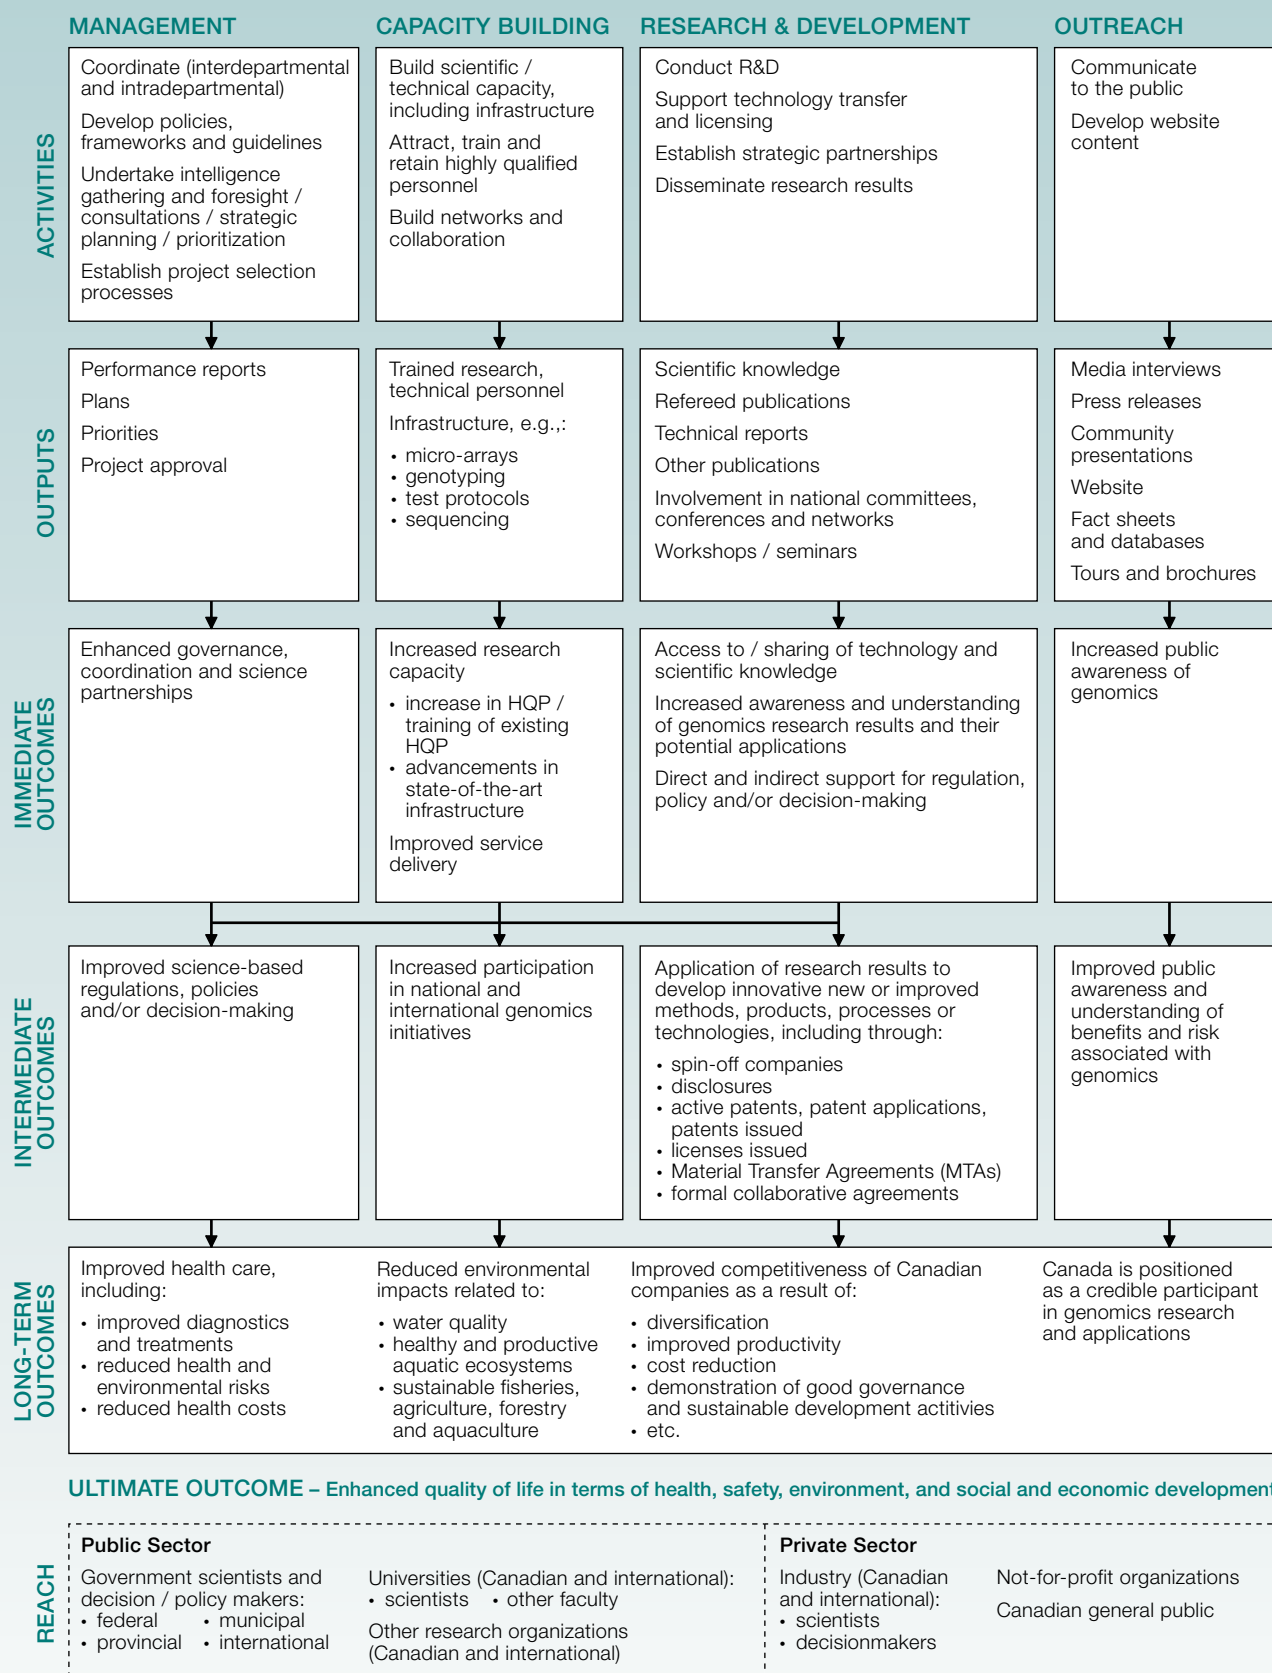 MANAGEMENT
CAPACITY BUILDING
RESEARCH & DEVELOPMENT
OUTREACH
ACTIVITIES
Coordinate (interdepartmental
and intradepartmental)
Develop policies,
frameworks and guidelines
Undertake intelligence
gathering and foresight /
consultations / strategic
planning / prioritization
Establish project selection
processes
Build scientific /
technical capacity,
including infrastructure
Attract, train and
retain highly qualified
personnel
Build networks and
collaboration
Conduct R&D
Support technology transfer
and licensing
Establish strategic partnerships
Disseminate research results
Communicate
to the public
Develop website
content
OUTPUTS
Performance reports
Plans
Priorities
Project approval
Trained research,
technical personnel
Infrastructure, e.g.,:
• micro-arrays
• genotyping
• test protocols
• sequencing
Scientific knowledge
Refereed publications
Technical reports
Other publications
Involvement in national committees,
conferences and networks
Workshops / seminars
Media interviews
Press releases
Community
presentations
Website
Fact sheets
and databases
Tours and brochures
IMMEDIATE
OUTCOMES
Enhanced governance,
coordination and science
partnerships
Increased research
capacity
• increase in HQP /
training of existing
HQP
• advancements in
state-of-the-art
infrastructure
Improved service
delivery
Access to / sharing of technology and
scientific knowledge
Increased awareness and understanding
of genomics research results and their
potential applications
Direct and indirect support for regulation,
policy and/or decision-making
Increased public
awareness of
genomics
INTERMEDIATE
OUTCOMES
Improved science-based
regulations, policies
and/or decision-making
Increased participation
in national and
international genomics
initiatives
Application of research results to
develop innovative new or improved
methods, products, processes or
technologies, including through:
• spin-off companies
• disclosures
• active patents, patent applications,
patents issued
• licenses issued
• Material Transfer Agreements (MTAs)
• formal collaborative agreements
Improved public
awareness and
understanding of
benefits and risk
associated with
genomics
LONG-TERM
OUTCOMES
Improved health care,
including:
• improved diagnostics
and treatments
• reduced health and
environmental risks
• reduced health costs
Reduced environmental
impacts related to:
• water quality
• healthy and productive
aquatic ecosystems
• sustainable fisheries,
agriculture, forestry
and aquaculture
Improved competitiveness of Canadian
companies as a result of:
• diversification
• improved productivity
• cost reduction
• demonstration of good governance
and sustainable development actitivies
• etc.
Canada is positioned
as a credible participant
in genomics research
and applications
ULTIMATE OUTCOME – Enhanced quality of life in terms of health, safety, environment, and social and economic development
REACH
Public Sector
Government scientists and
decision / policy makers:
• federal • municipal
• provincial • international
Universities (Canadian and international):
• scientists • other faculty
Other research organizations
(Canadian and international)
Private Sector
Industry (Canadian
and international):
• scientists
• decisionmakers
Not-for-profit organizations
Canadian general public